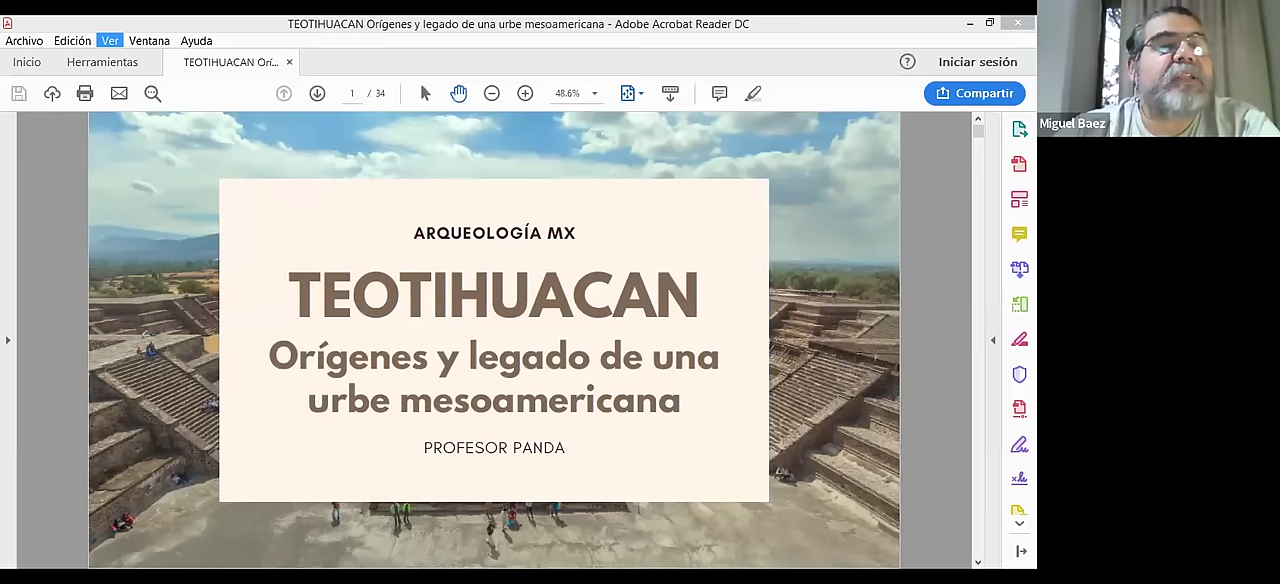 TEOTIHUACAN Orígenes y legado de una urbe mesoamericana - Adobe Acrobat Reader DC
Archivo Edición Ver Ventana Ayuda
Inicio Herramientas TEOTIHUACAN Orí... Iniciar sesión
1 / 34 48.6% Compartir
Miguel Baez
ARQUEOLOGÍA MX
TEOTIHUACAN
Orígenes y legado de una
urbe mesoamericana
PROFESOR PANDA